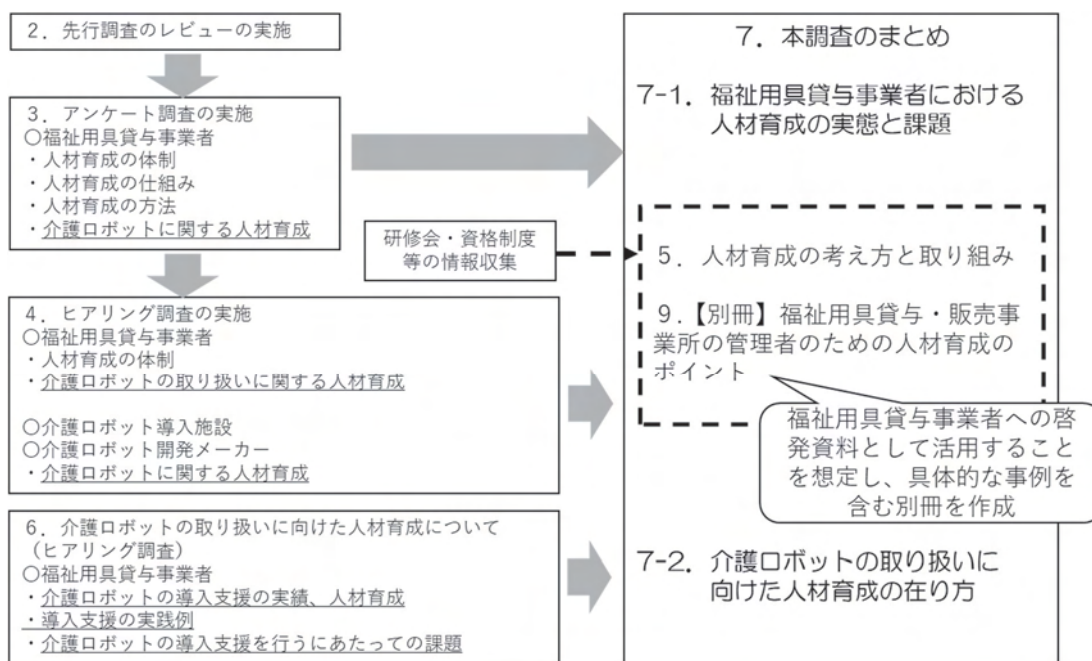 2．先行調査のレビューの実施
3．アンケート調査の実施
○福祉用具貸与事業者
・人材育成の体制
・人材育成の仕組み
・人材育成の方法
・介護ロボットに関する人材育成
研修会・資格制度
等の情報収集
4．ヒアリング調査の実施
○福祉用具貸与事業者
・人材育成の体制
・介護ロボットの取り扱いに関する人材育成
○介護ロボット導入施設
○介護ロボット開発メーカー
・介護ロボットに関する人材育成
6．介護ロボットの取り扱いに向けた人材育成について
（ヒアリング調査）
○福祉用具貸与事業者
・介護ロボットの導入支援の実績、人材育成
・導入支援の実践例
・介護ロボットの導入支援を行うにあたっての課題
7．本調査のまとめ
7-1．福祉用具貸与事業者における
人材育成の実態と課題
5．人材育成の考え方と取り組み
9．【別冊】福祉用具貸与・販売事
業所の管理者のための人材育成の
ポイント
福祉用具貸与事業者への啓
発資料として活用すること
を想定し、具体的な事例を
含む別冊を作成
7-2．介護ロボットの取り扱いに
向けた人材育成の在り方